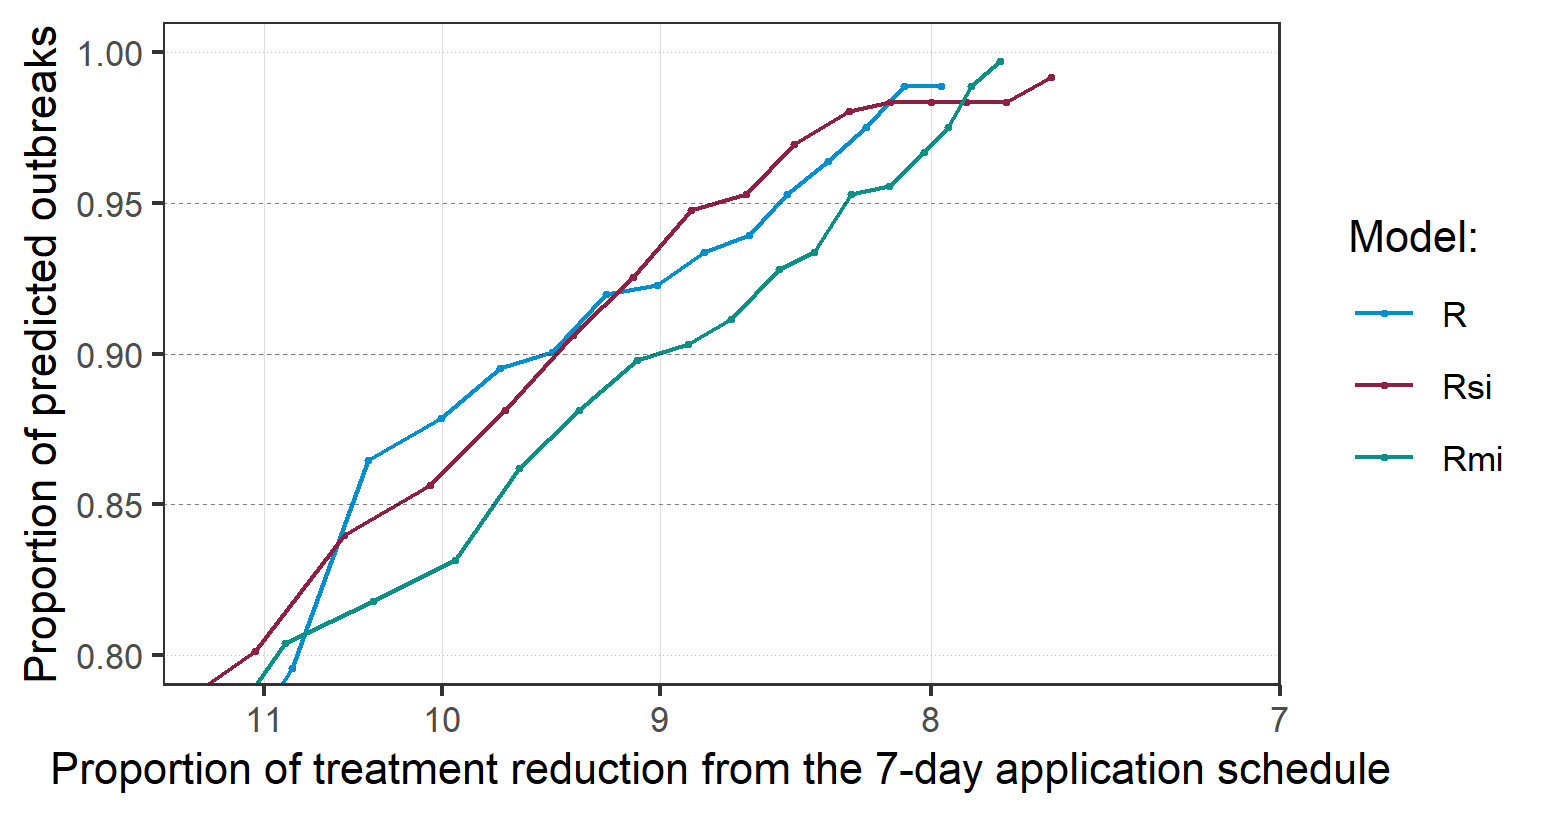 Proportion of predicted outbreaks
1.00
0.95
0.90
0.85
0.80
11 10 9 8 7
Proportion of treatment reduction from the 7-day application schedule
Model:
R
Rsi
Rmi